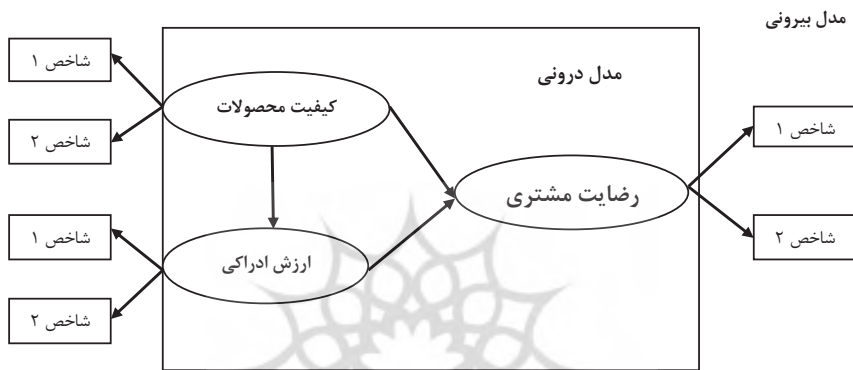 مدل بیرونی
مدل درونی
شاخص ۱
کیفیت محصولات
شاخص ۲
شاخص ۱
رضایت مشتری
شاخص ۲
شاخص ۱
ارزش ادراکی
شاخص ۲